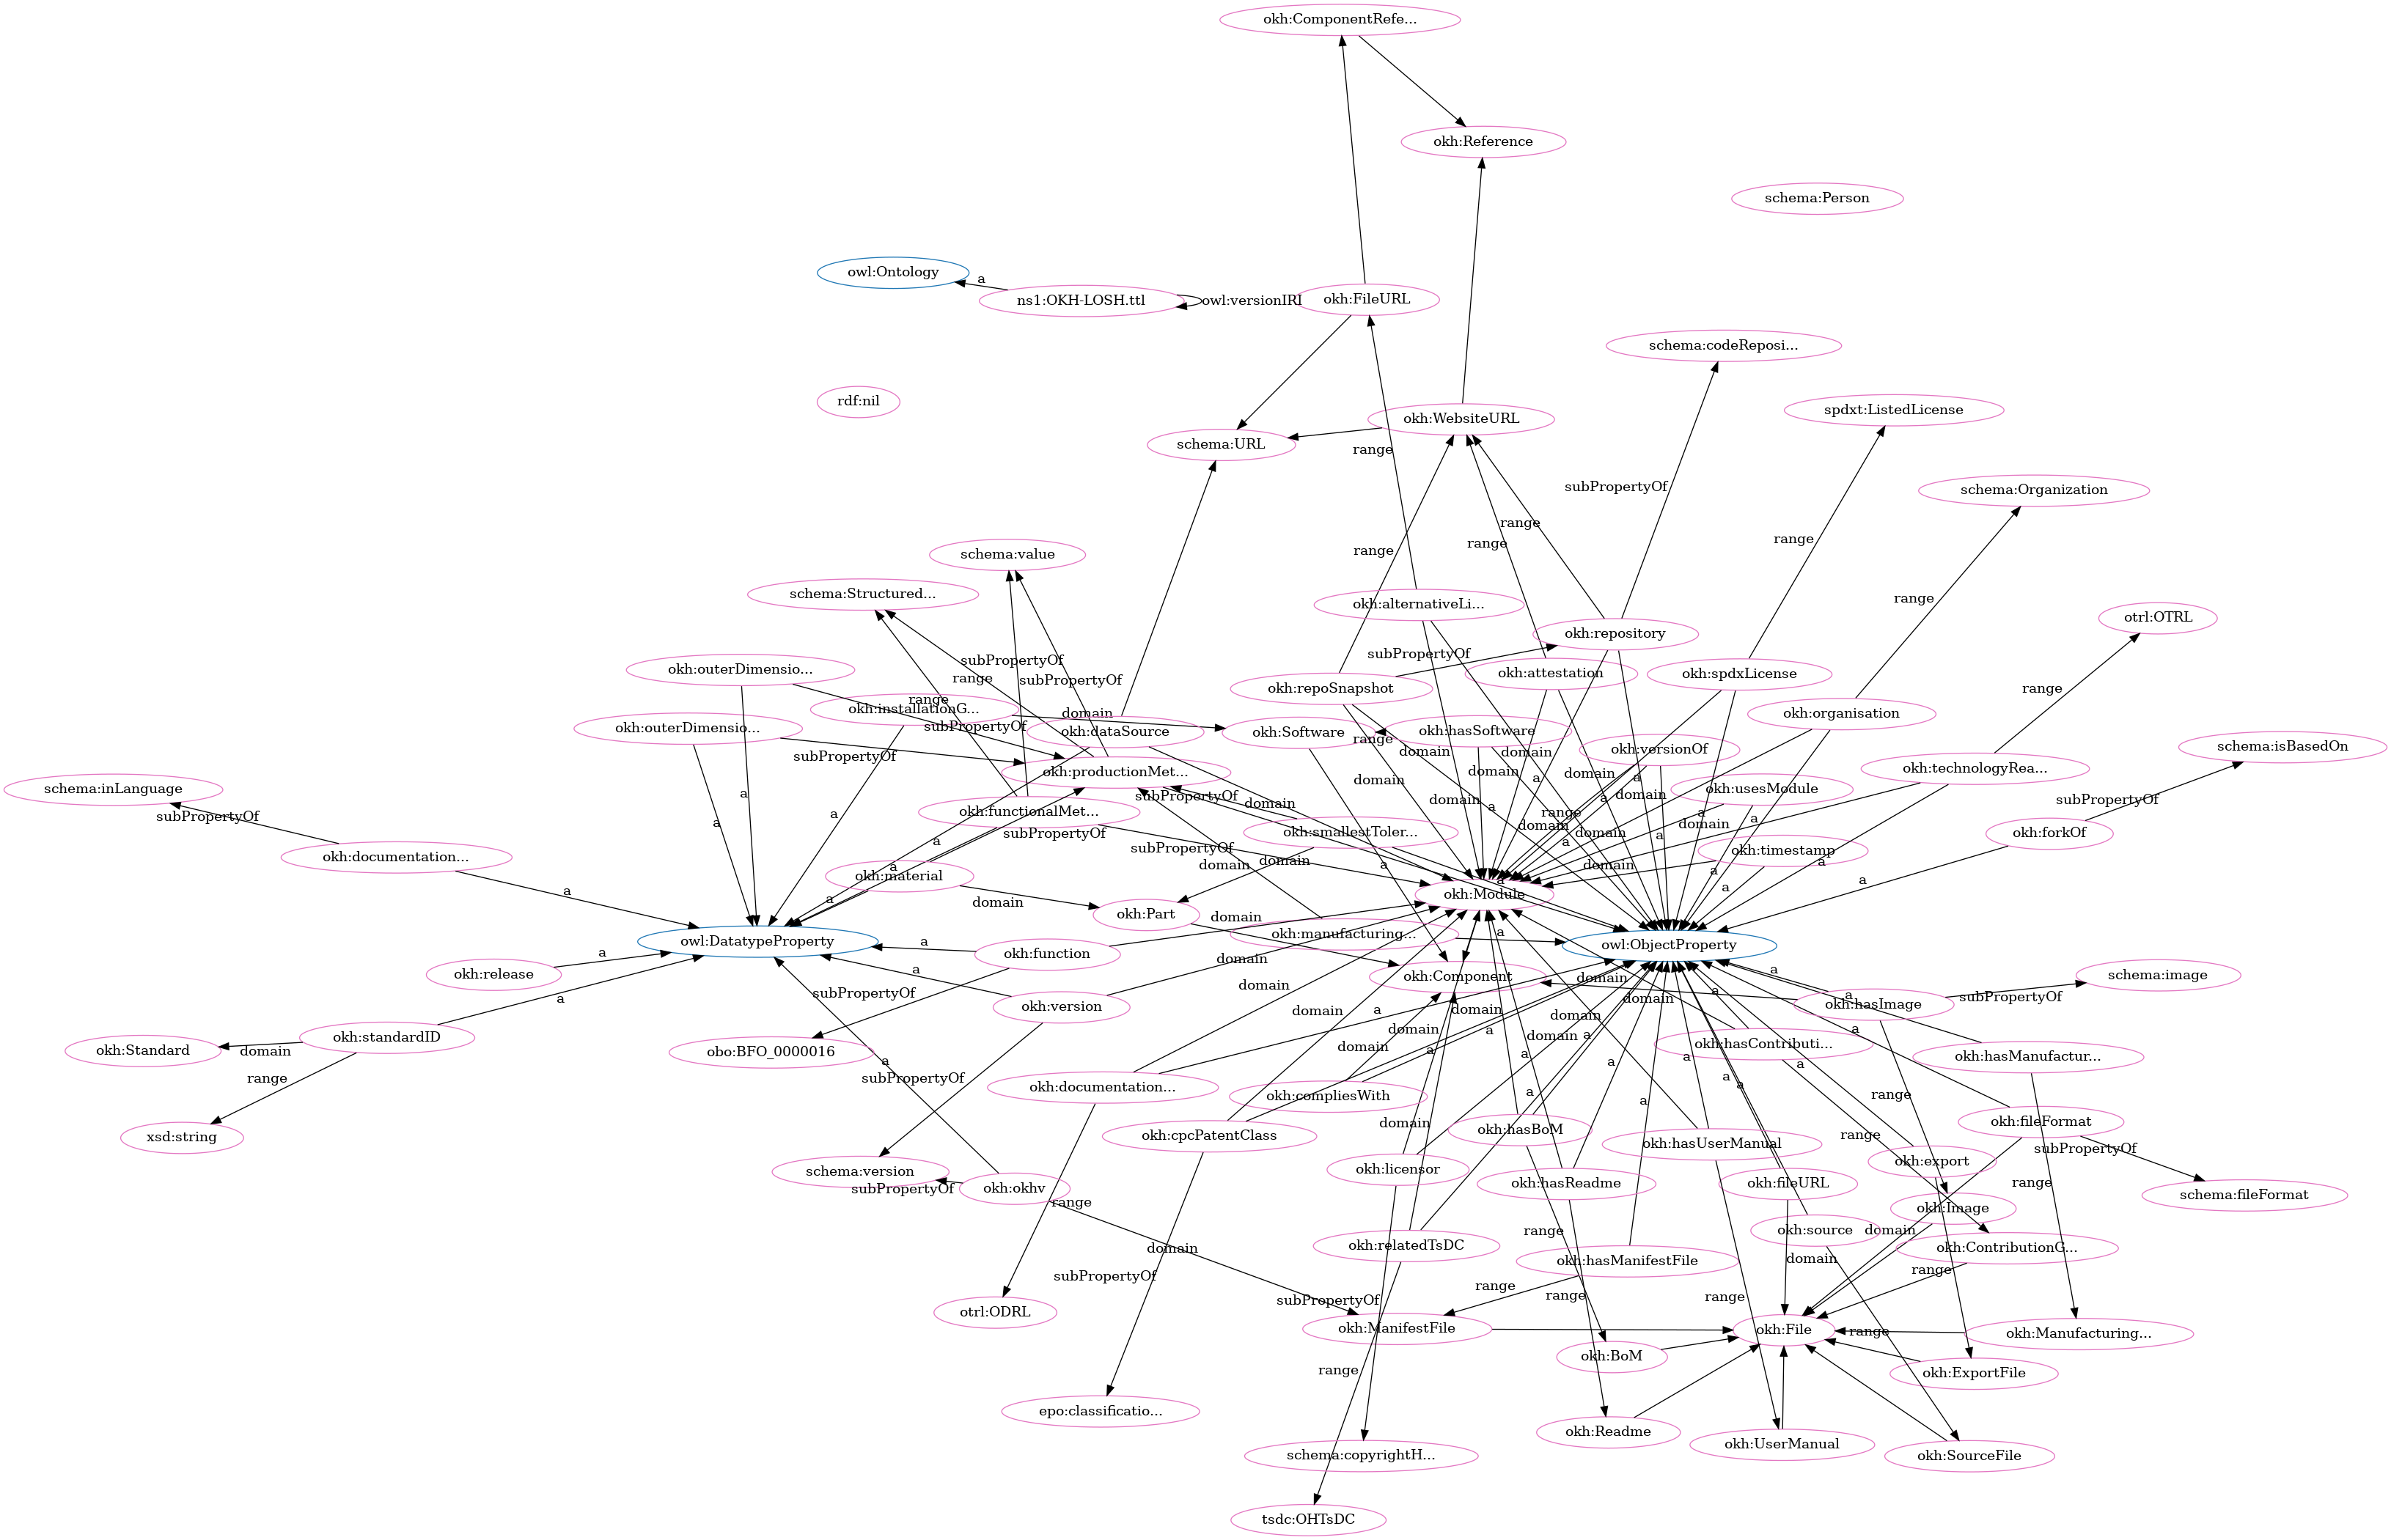 okh:ComponentRefe...
okh:Reference
schema:Person
owl:Ontology
a
ns1:OKH-LOSH.ttl
owl:versionIRI
okh:FileURL
schema:codeReposi...
rdf:nil
okh:WebsiteURL
spdxt:ListedLicense
schema:URL
range
subPropertyOf
schema:Organization
range
range
range
range
schema:value
schema:Structured...
range
okh:alternativeLi...
otrl:OTRL
okh:repository
subPropertyOf
subPropertyOf
okh:outerDimensio...
okh:attestation
okh:spdxLicense
range
subPropertyOf
okh:repoSnapshot
range
range
okh:installationG...
domain
okh:organisation
okh:outerDimensio...
subPropertyOf
okh:dataSource
okh:Software
okh:hasSoftware
range
okh:versionOf
schema:isBasedOn
subPropertyOf
domain
domain
okh:productionMet...
domain
domain
a
okh:technologyRea...
schema:inLanguage
okh:usesModule
a
subPropertyOf
domain
a
domain
a
subPropertyOf
subPropertyOf
okh:functionalMet...
domain
a
range
a
domain
a
a
a
domain
okh:smallestToler...
domain
okh:forkOf
a
subPropertyOf
a
a
a
okh:timestamp
okh:documentation...
subPropertyOf
domain
a
domain
domain
a
a
okh:material
a
a
a
a
a
okh:Module
a
domain
okh:Part
domain
okh:manufacturing...
a
owl:DatatypeProperty
a
okh:function
owl:ObjectProperty
a
okh:release
a
a
domain
okh:Component
domain
a
schema:image
domain
subPropertyOf
a
a
okh:hasImage
subPropertyOf
a
okh:version
domain
domain
domain
domain
a
domain
domain
a
a
a
okh:standardID
okh:Standard
domain
obo:BFO_0000016
domain
a
okh:hasContributi...
okh:hasManufactur...
a
a
a
a
range
subPropertyOf
okh:documentation...
range
okh:compliesWith
a
a
a
okh:fileFormat
domain
okh:hasBoM
xsd:string
okh:cpcPatentClass
okh:hasUserManual
range
subPropertyOf
okh:export
schema:version
okh:licensor
subPropertyOf
okh:okhv
okh:hasReadme
okh:fileURL
range
schema:fileFormat
range
okh:Image
okh:source
range
domain
okh:relatedTsDC
domain
okh:ContributionG...
domain
okh:hasManifestFile
range
subPropertyOf
range
range
range
subPropertyOf
otrl:ODRL
okh:ManifestFile
okh:File
range
okh:Manufacturing...
okh:BoM
range
okh:ExportFile
epo:classificatio...
okh:Readme
okh:UserManual
schema:copyrightH...
okh:SourceFile
tsdc:OHTsDC